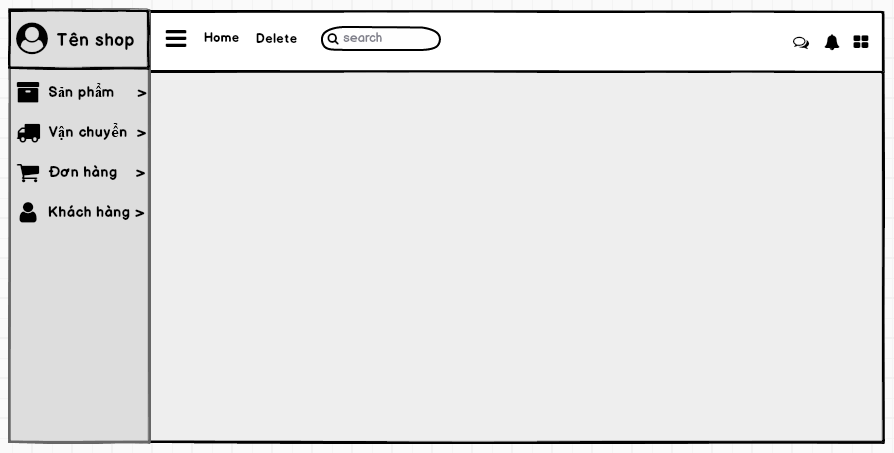 Tên shop
Home
Delete
search
Sản phẩm >
Vận chuyển >
Đơn hàng >
Khách hàng >